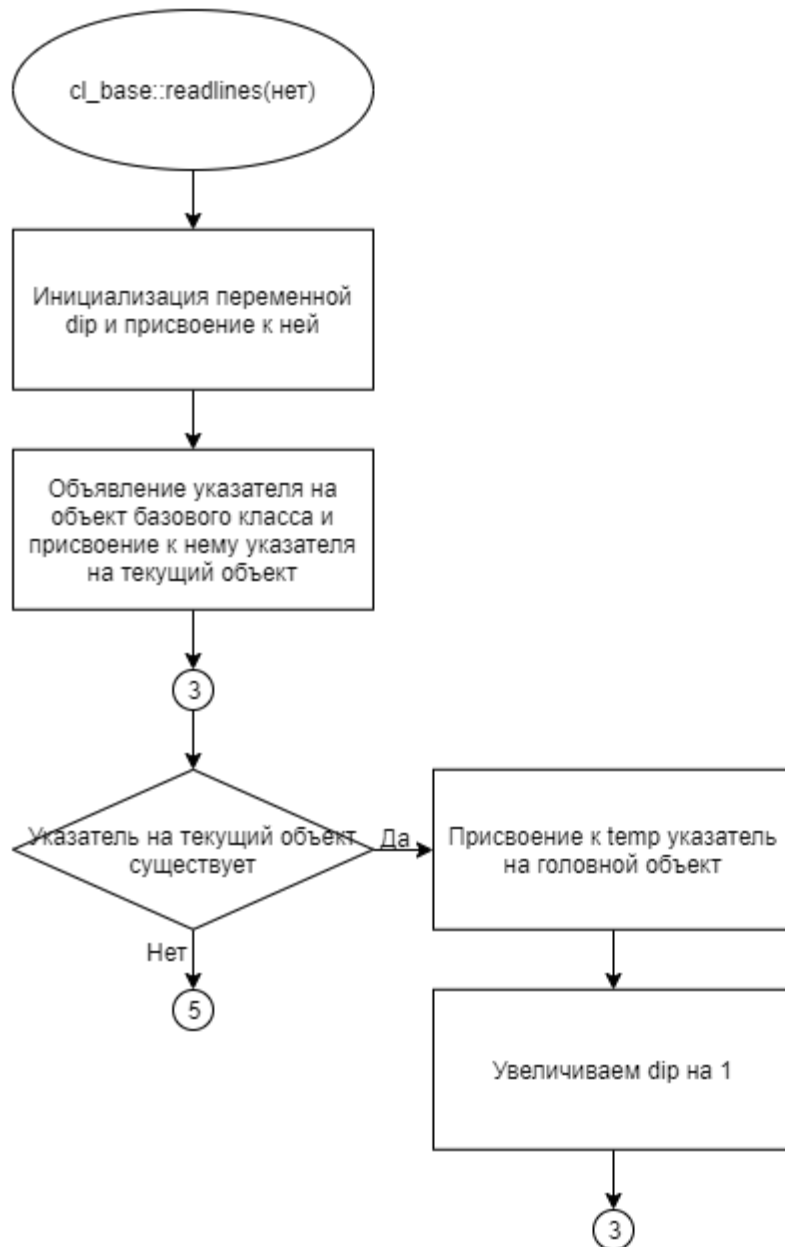 cl_base::readlines(нет)
Инициализация переменной
dip и присвоение к ней
Объявление указателя на
объект базового класса и
присвоение к нему указателя
на текущий объект
3
Указатель на текущий объект
существует
Да
Присвоение к temp указатель
на головной объект
Нет
5
Увеличиваем dip на 1
3